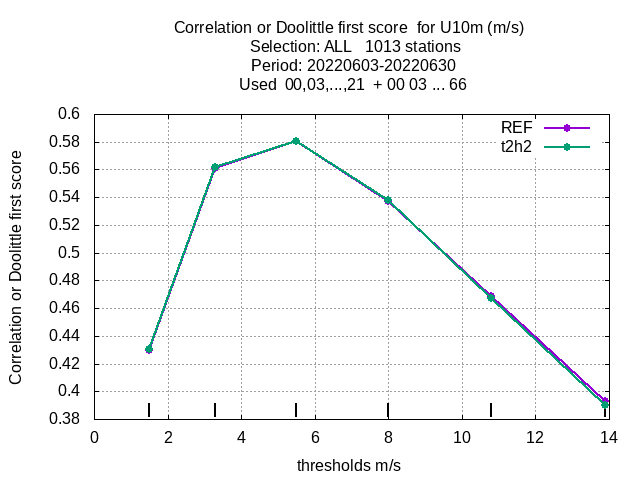 Correlation or Doolittle first score  for U10m (m/s)
Selection: ALL   1013 stations
Period: 20220603-20220630
Used  00,03,...,21  + 00 03 ... 66
REF
t2h2
Correlation or Doolittle first score
0.6
0.58
0.56
0.54
0.52
0.5
0.48
0.46
0.44
0.42
0.4
0.38
0 2 4 6 8 10 12 14
thresholds m/s